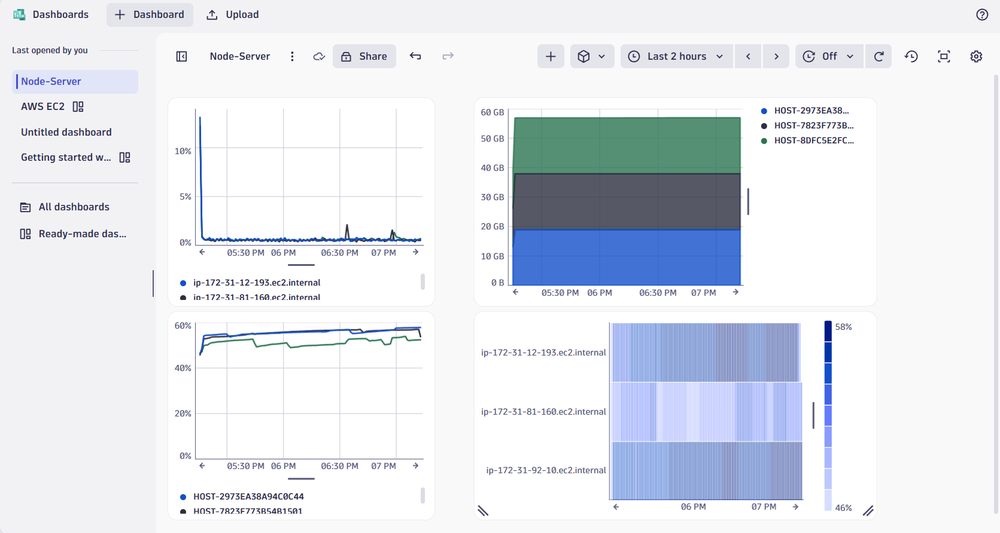 Dashboards
Dashboard
Upload
Last opened by you
Node-Server
AWS EC2
Untitled dashboard
Getting started w...
All dashboards
Ready-made das...
Node-Server
Share
Last 2 hours
Off
10%
5%
0%
05:30 PM 06 PM 06:30 PM 07 PM
ip-172-31-12-193.ec2.internal
ip-172-31-81-160.ec2.internal
60 GB
50 GB
40 GB
30 GB
20 GB
10 GB
0 B
05:30 PM 06 PM 06:30 PM 07 PM
HOST-2973EA38...
HOST-7823F773B...
HOST-8DFC5E2FC...
60%
40%
20%
0%
05:30 PM 06 PM 06:30 PM 07 PM
HOST-2973EA38A94C0C44
HOST-7823F773B54B1501
ip-172-31-12-193.ec2.internal
ip-172-31-81-160.ec2.internal
ip-172-31-92-10.ec2.internal
06 PM 07 PM
58%
46%